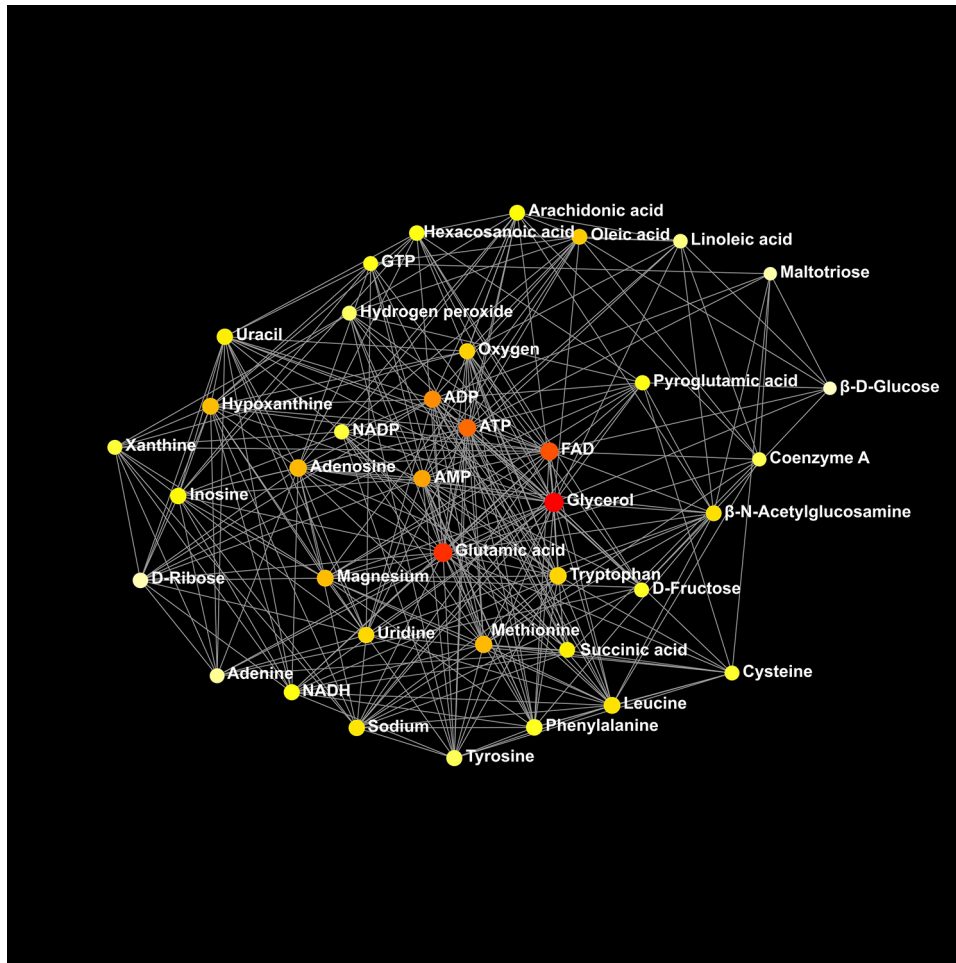 Arachidonic acid
Hexacosanoic acid
Oleic acid
Linoleic acid
GTP
Maltotriose
Hydrogen peroxide
Uracil
Oxygen
Pyroglutamic acid
β-D-Glucose
ADP
Hypoxanthine
ATP
NADP
Xanthine
FAD
Coenzyme A
Adenosine
AMP
Inosine
Glycerol
β-N-Acetylglucosamine
Glutamic acid
D-Ribose
Magnesium
Tryptophan
D-Fructose
Uridine
Methionine
Succinic acid
Adenine
Cysteine
NADH
Leucine
Sodium
Phenylalanine
Tyrosine